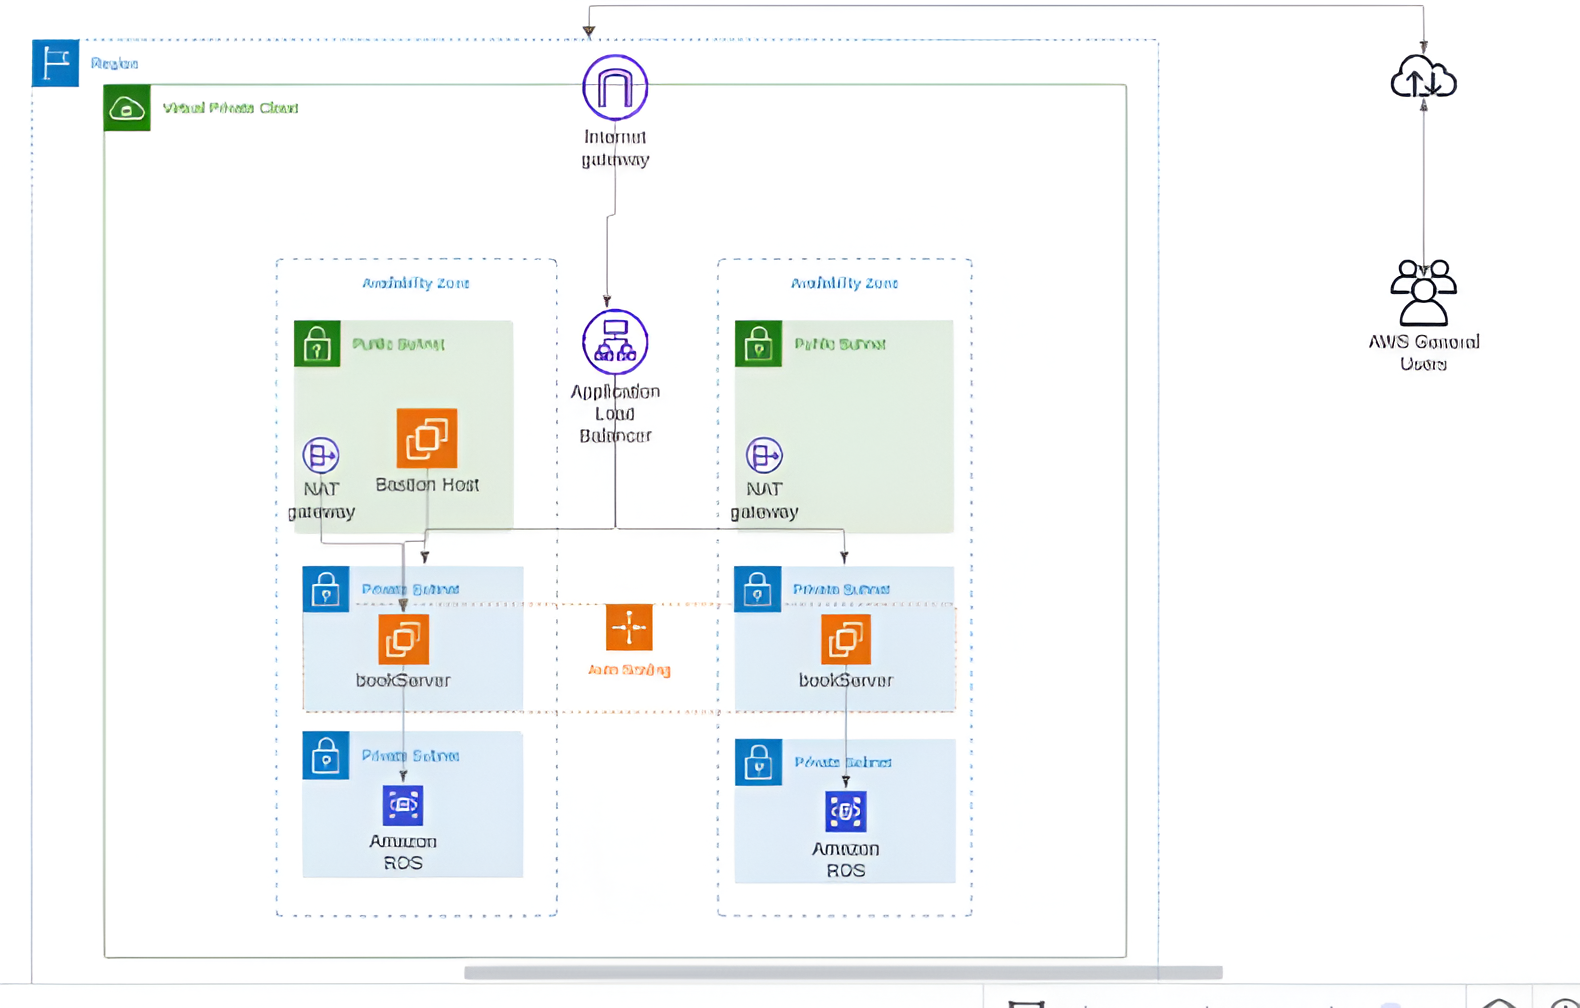 Region
Virtual Private Cloud
Internet
gateway
Availability Zone
Availability Zone
Public Subnet
Public Subnet
AWS General
Users
Application
Load
Balancer
NAT
gateway
Bastion Host
NAT
gateway
Private Subnet
Private Subnet
Auto Scaling
bookServer
bookServer
Private Subnet
Private Subnet
Amazon
RDS
Amazon
RDS